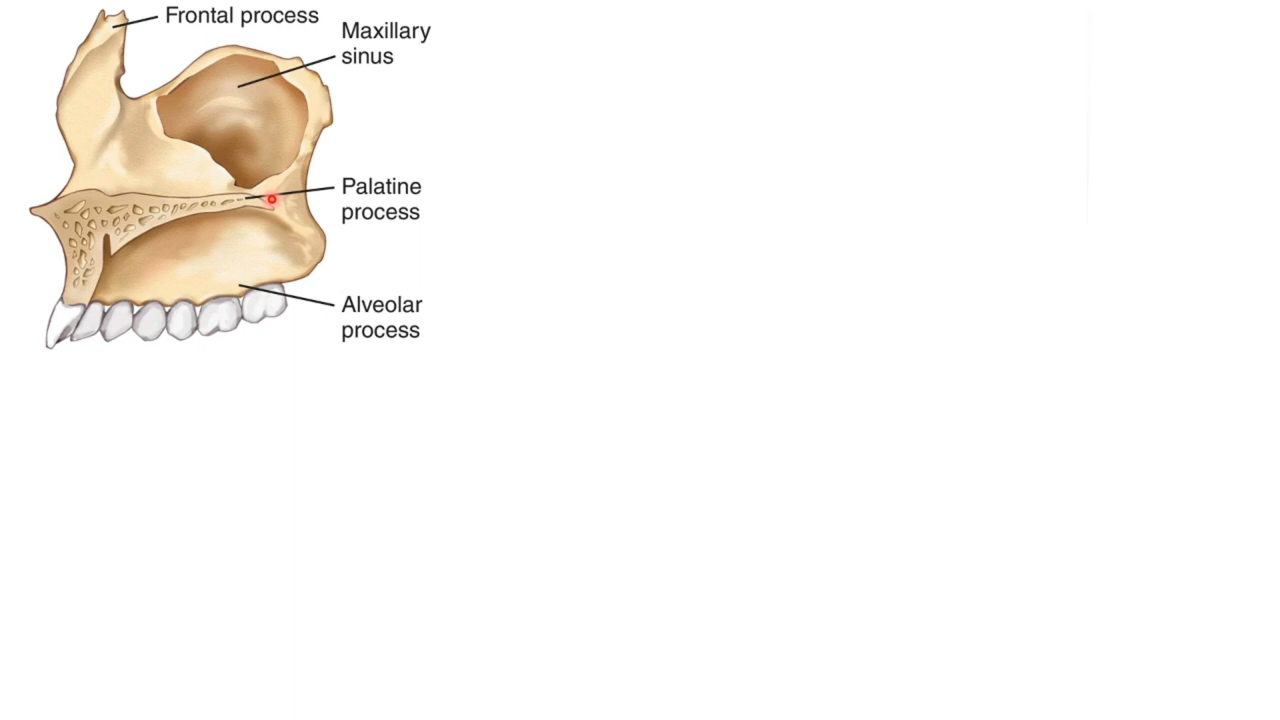 Frontal process
Maxillary
sinus
Palatine
process
Alveolar
process